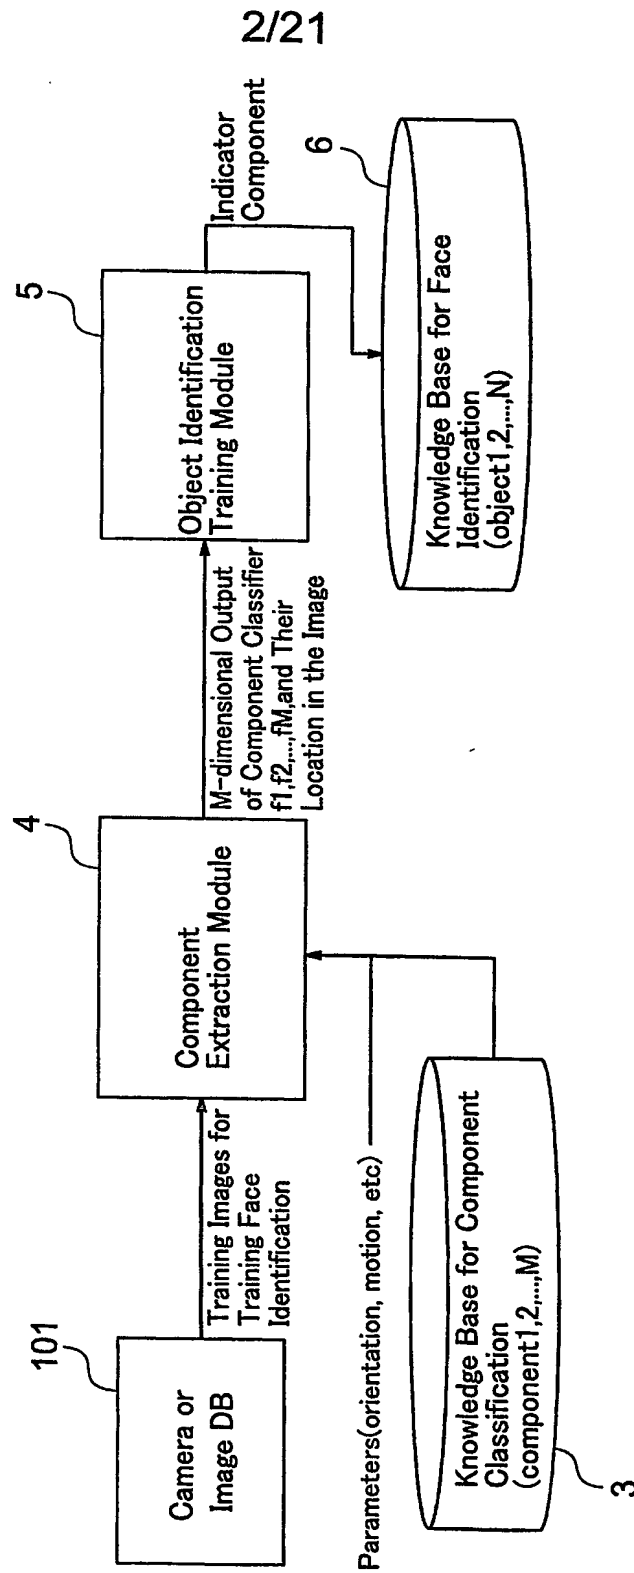 2/21
101
Camera or
Image DB
Training Images for
Training Face
Identification
4
Component
Extraction Module
M-dimensional Output
of Component Classifier
f1,f2,...,fM,and Their
Location in the Image
5
Object Identification
Training Module
Indicator
Component
Parameters(orientation, motion, etc)
Knowledge Base for Component
Classification
(component1,2,...,M)
3
6
Knowledge Base for Face
Identification
(object1,2,...,N)